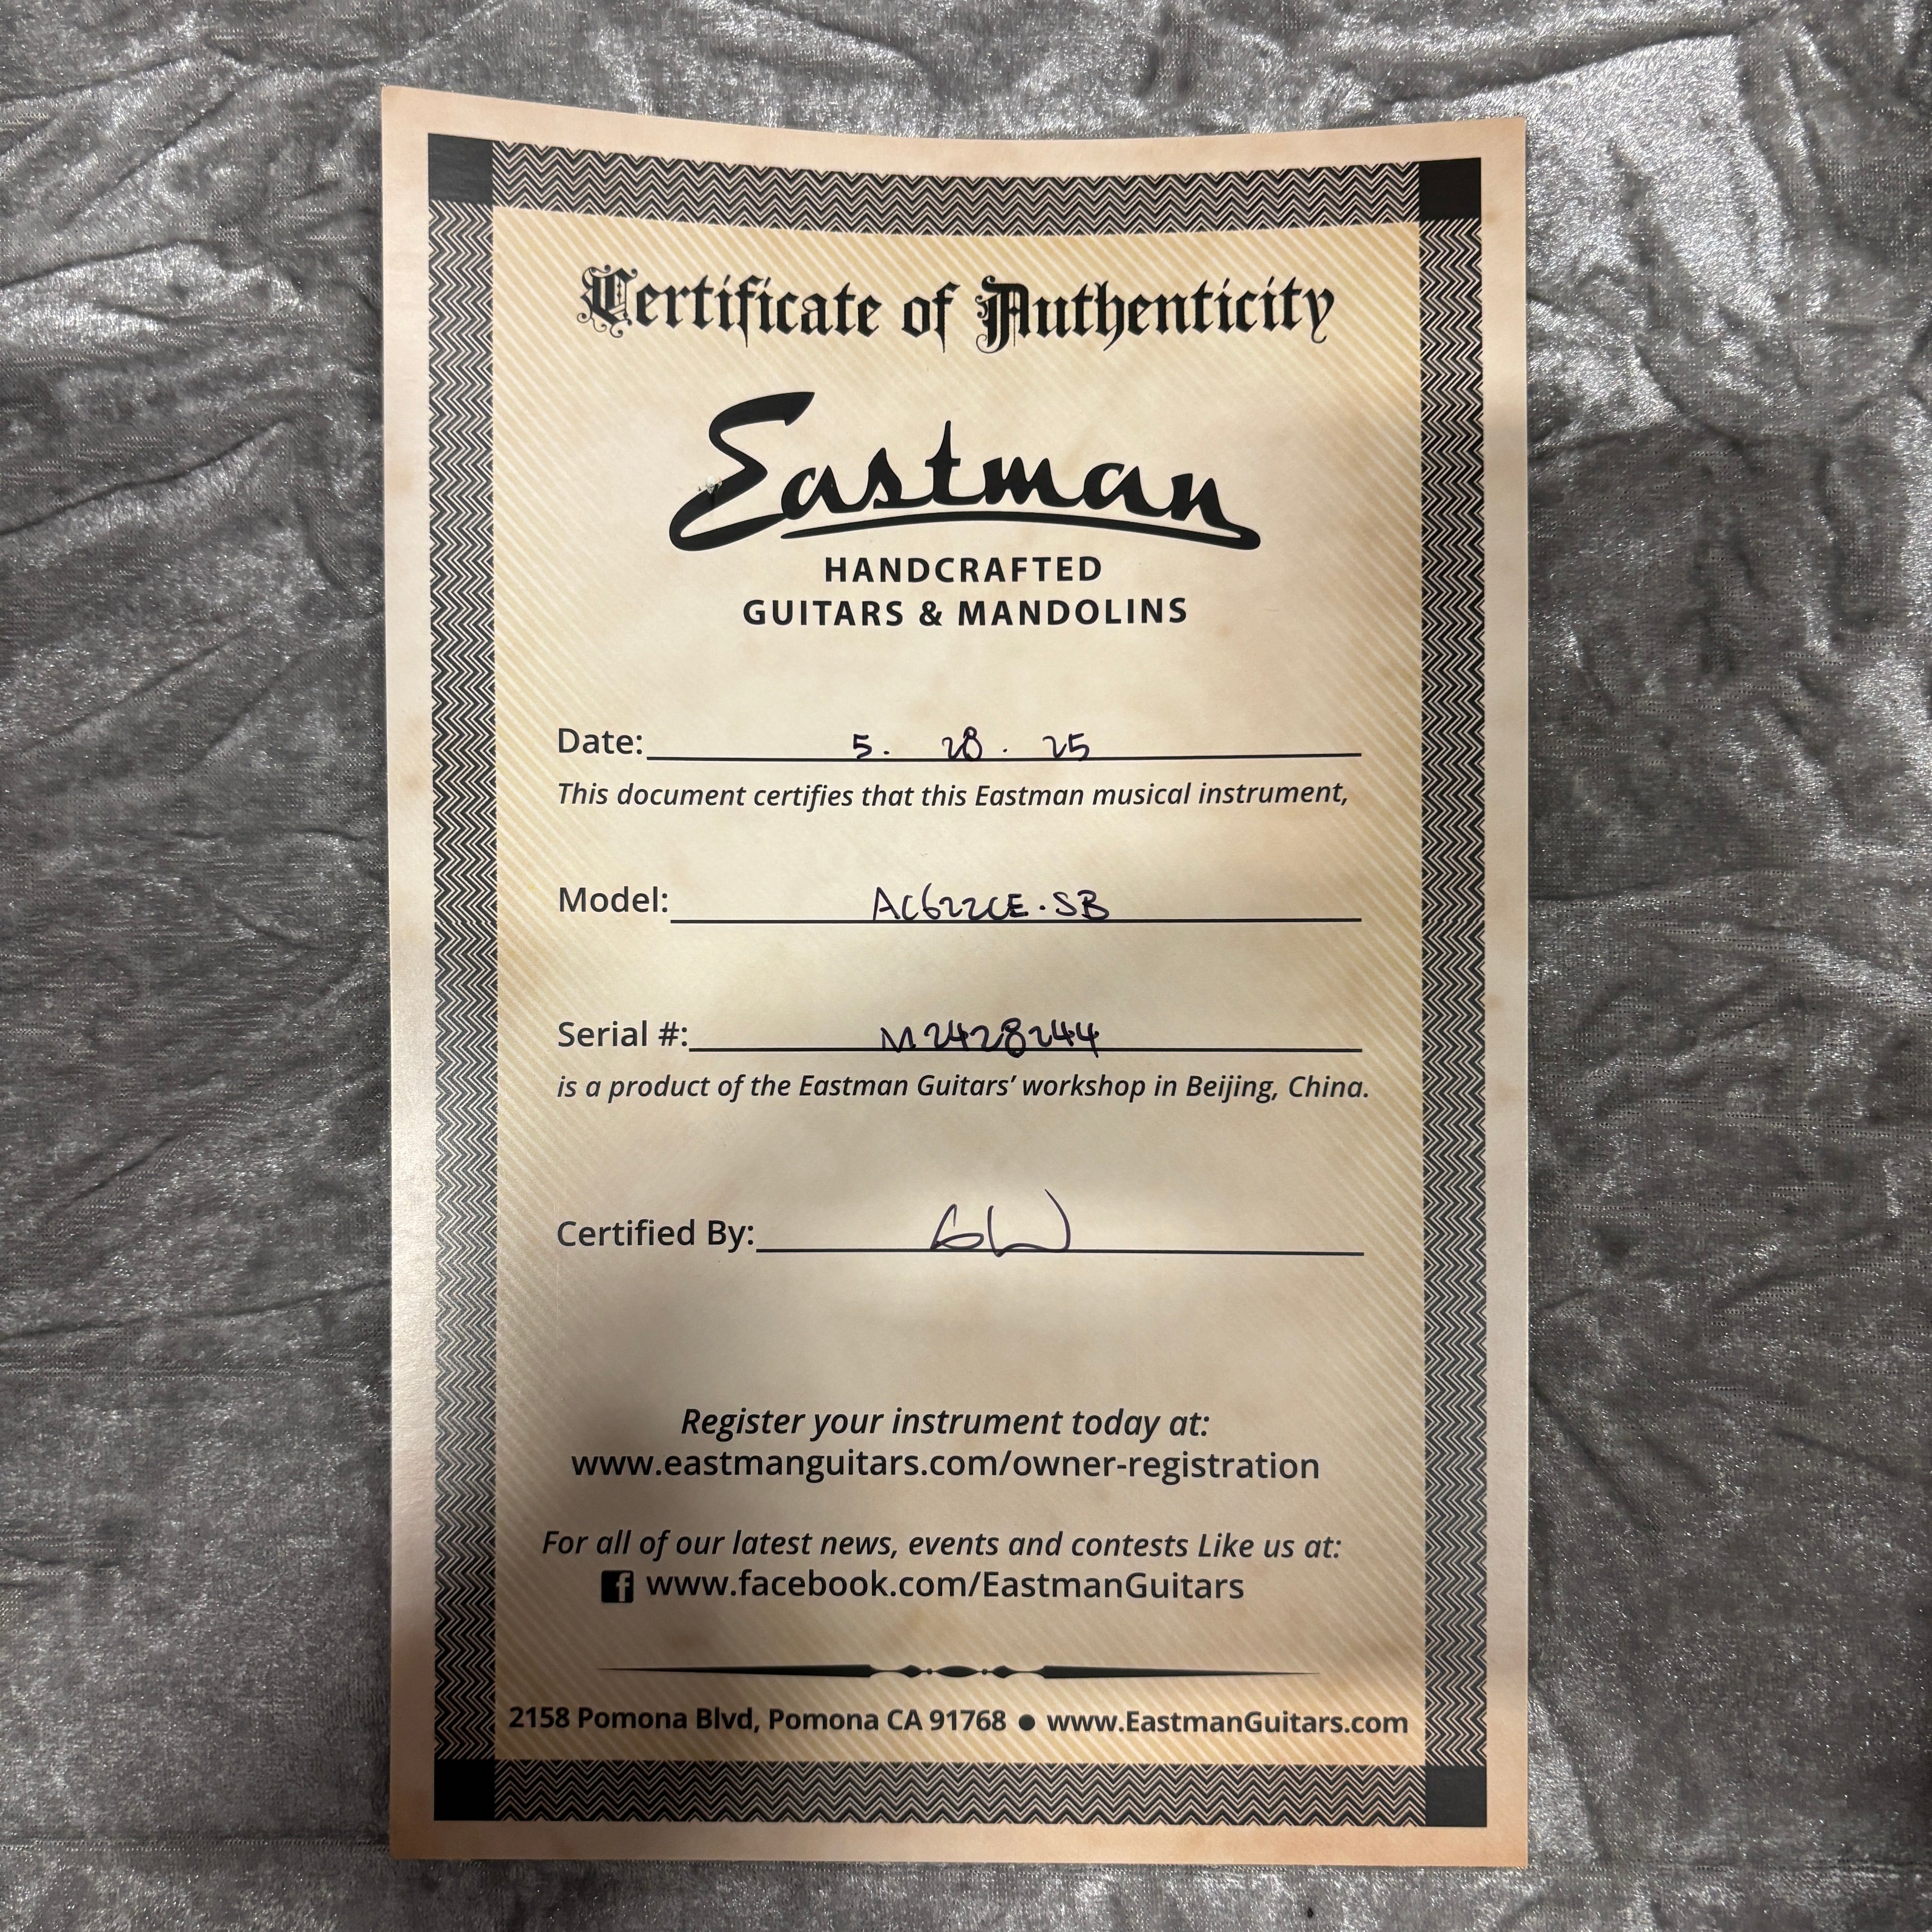 Certificate of Authenticity
Eastman
HANDCRAFTED
GUITARS & MANDOLINS
Date: 5. 28. 25
This document certifies that this Eastman musical instrument,
Model: AC622CE-SB
Serial #: M2428244
is a product of the Eastman Guitars’ workshop in Beijing, China.
Certified By: GW
Register your instrument today at:
www.eastmanguitars.com/owner-registration
For all of our latest news, events and contests Like us at:
f www.facebook.com/EastmanGuitars
2158 Pomona Blvd, Pomona CA 91768 ● www.EastmanGuitars.com